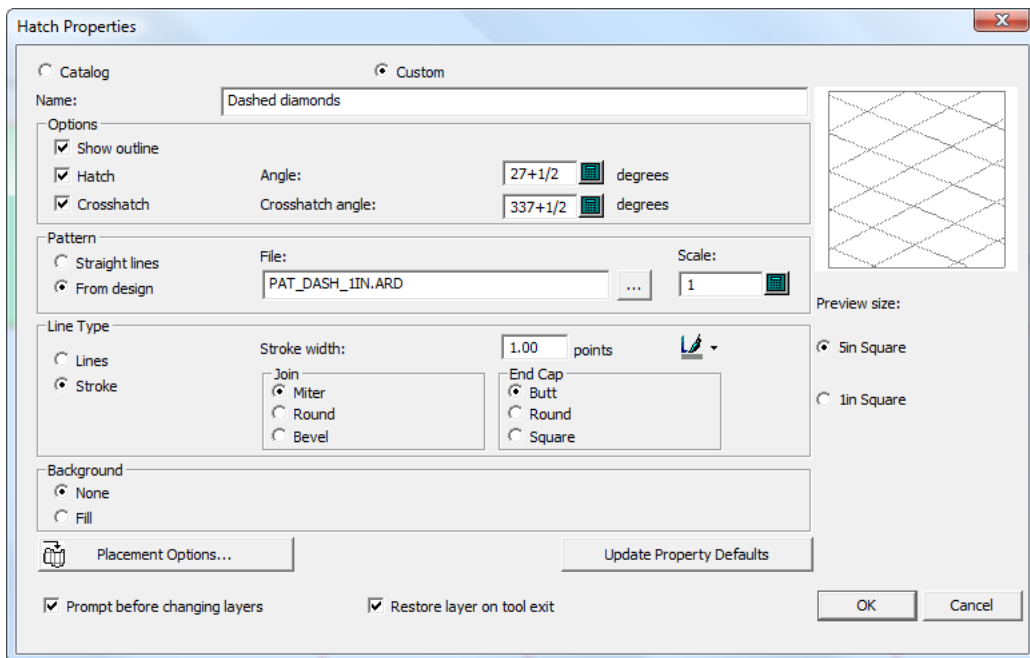 Hatch Properties
Catalog Custom
Name: Dashed diamonds
Options
Show outline
Hatch Angle: 27+1/2 degrees
Crosshatch Crosshatch angle: 337+1/2 degrees
Pattern
Straight lines File: Scale:
From design PAT_DASH_1IN.ARD ... 1
Preview size:
Line Type
Lines Stroke width: 1.00 points
5in Square
Stroke Join End Cap
Miter Butt
1in Square
Round Round
Bevel Square
Background
None
Fill
Placement Options... Update Property Defaults
Prompt before changing layers Restore layer on tool exit OK Cancel